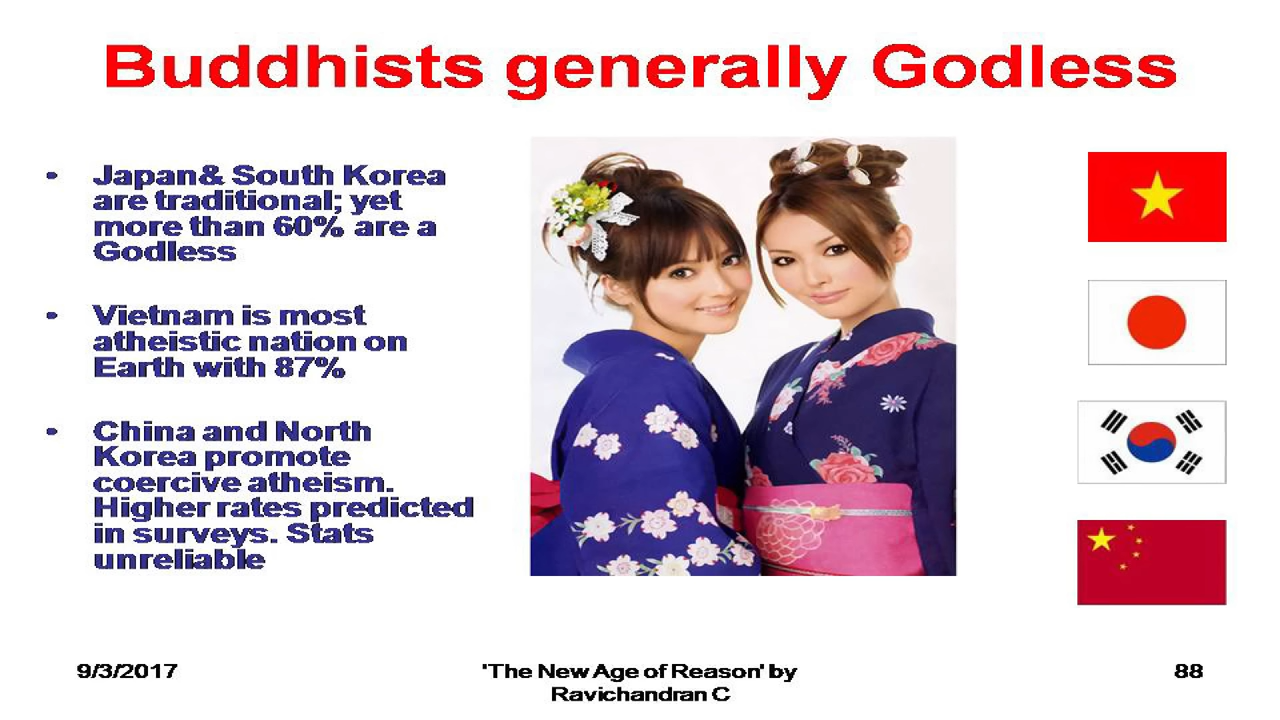 Buddhists generally Godless
• Japan& South Korea
are traditional; yet
more than 60% are a
Godless
• Vietnam is most
atheistic nation on
Earth with 87%
• China and North
Korea promote
coercive atheism.
Higher rates predicted
in surveys. Stats
unreliable
9/3/2017
'The New Age of Reason' by
Ravichandran C
88